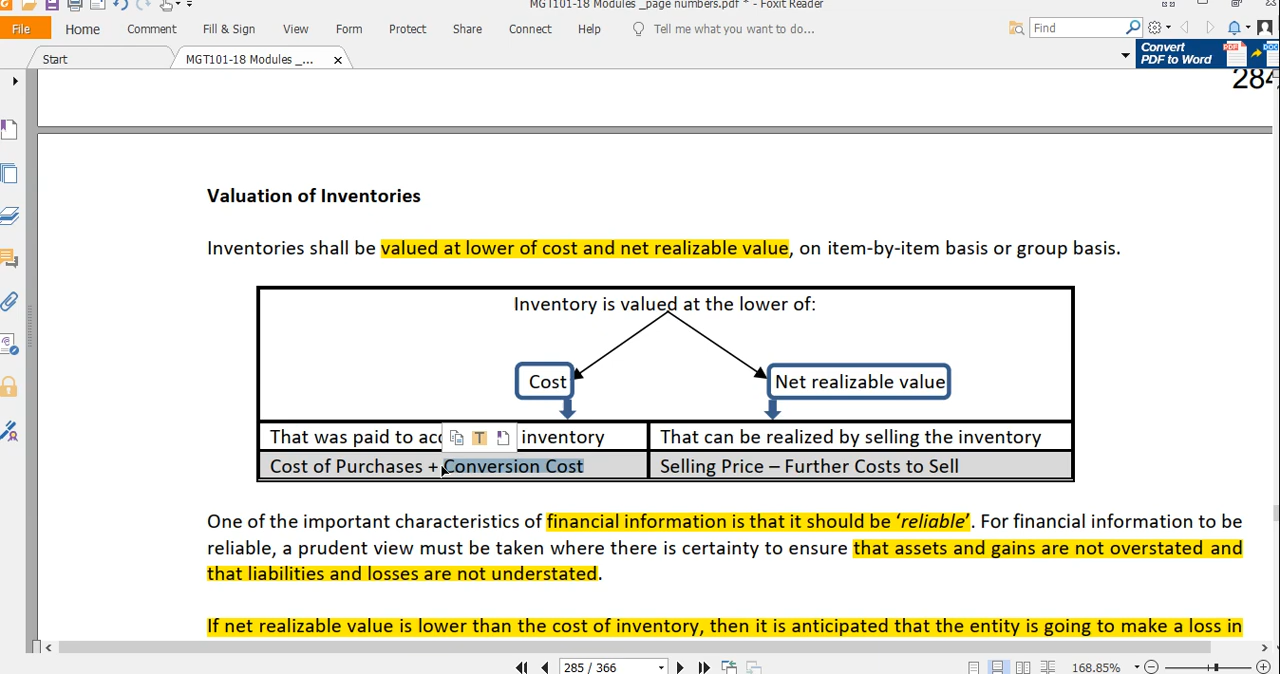 MGT101-18 Modules _page numbers.pdf * - Foxit Reader
File Home Comment Fill & Sign View Form Protect Share Connect Help Tell me what you want to do... Find
Start MGT101-18 Modules _... Convert PDF to Word
284
Valuation of Inventories
Inventories shall be valued at lower of cost and net realizable value, on item-by-item basis or group basis.
Inventory is valued at the lower of:
Cost Net realizable value
That was paid to inventory That can be realized by selling the inventory
Cost of Purchases + Conversion Cost Selling Price – Further Costs to Sell
One of the important characteristics of financial information is that it should be ‘reliable’. For financial information to be
reliable, a prudent view must be taken where there is certainty to ensure that assets and gains are not overstated and
that liabilities and losses are not understated.
If net realizable value is lower than the cost of inventory, then it is anticipated that the entity is going to make a loss in
285 / 366 168.85%